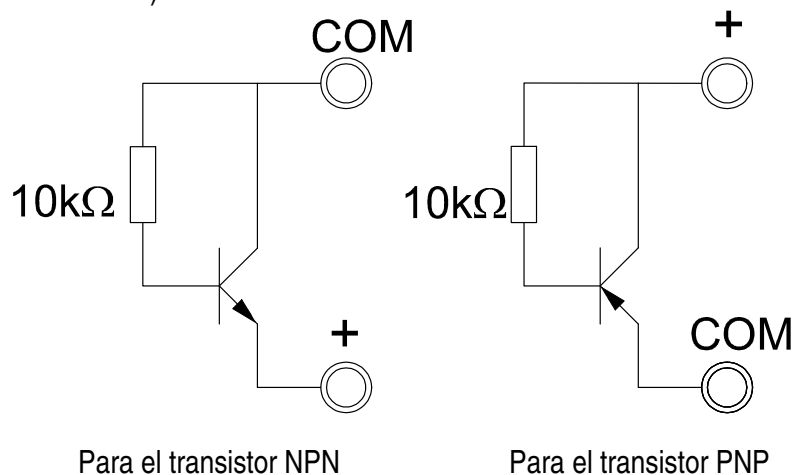 COM +
10kΩ 10kΩ
+ COM
Para el transistor NPN Para el transistor PNP